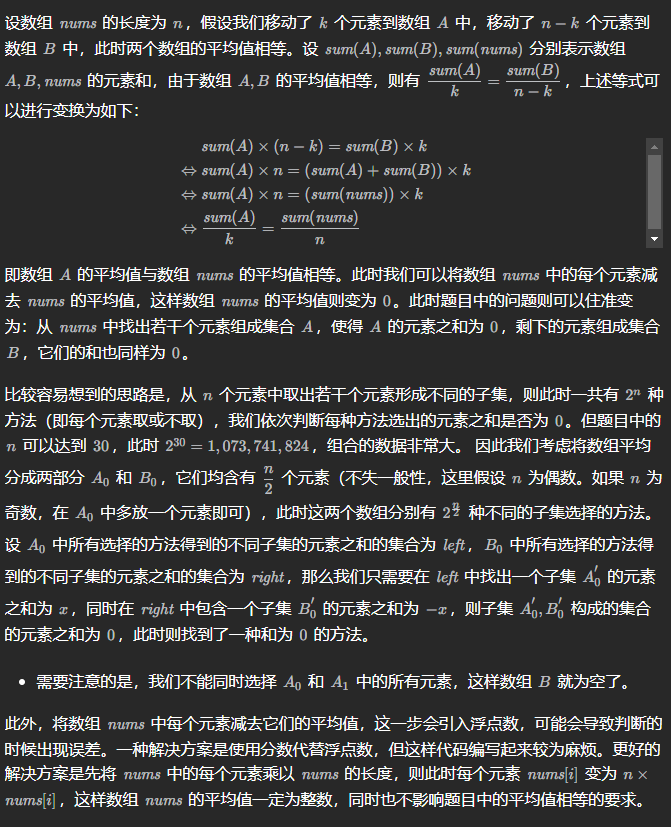 设数组 nums 的长度为 n，假设我们移动了 k 个元素到数组 A 中，移动了 n − k 个元素到
数组 B 中，此时两个数组的平均值相等。设 sum(A), sum(B), sum(nums) 分别表示数组
A, B, nums 的元素和，由于数组 A, B 的平均值相等，则有 sum(A)/k = sum(B)/(n − k)，上述等式可
以进行变换为如下：
sum(A) × (n − k) = sum(B) × k
⇔ sum(A) × n = (sum(A) + sum(B)) × k
⇔ sum(A) × n = (sum(nums)) × k
⇔ sum(A)/k = sum(nums)/n
即数组 A 的平均值与数组 nums 的平均值相等。此时我们可以将数组 nums 中的每个元素减
去 nums 的平均值，这样数组 nums 的平均值则变为 0。此时题目中的问题则可以住准变
为：从 nums 中找出若干个元素组成集合 A，使得 A 的元素之和为 0，剩下的元素组成集合
B，它们的和也同样为 0。
比较容易想到的思路是，从 n 个元素中取出若干个元素形成不同的子集，则此时一共有 2ⁿ 种
方法（即每个元素取或不取），我们依次判断每种方法选出的元素之和是否为 0。但题目中的
n 可以达到 30，此时 2³⁰ = 1,073,741,824，组合的数据非常大。 因此我们考虑将数组平均
分成两部分 A₀ 和 B₀，它们均含有 n/2 个元素（不失一般性，这里假设 n 为偶数。如果 n 为
奇数，在 A₀ 中多放一个元素即可），此时这两个数组分别有 2^(n/2) 种不同的子集选择的方法。
设 A₀ 中所有选择的方法得到的不同子集的元素之和的集合为 left，B₀ 中所有选择的方法得
到的不同子集的元素之和的集合为 right，那么我们只需要在 left 中找出一个子集 A₀′ 的元素
之和为 x，同时在 right 中包含一个子集 B₀′ 的元素之和为 −x，则子集 A₀′, B₀′ 构成的集合
的元素之和为 0，此时则找到了一种和为 0 的方法。
• 需要注意的是，我们不能同时选择 A₀ 和 A₁ 中的所有元素，这样数组 B 就为空了。
此外，将数组 nums 中每个元素减去它们的平均值，这一步会引入浮点数，可能会导致判断的
时候出现误差。一种解决方案是使用分数代替浮点数，但这样代码编写起来较为麻烦。更好的
解决方案是先将 nums 中的每个元素乘以 nums 的长度，则此时每个元素 nums[i] 变为 n ×
nums[i]，这样数组 nums 的平均值一定为整数，同时也不影响题目中的平均值相等的要求。